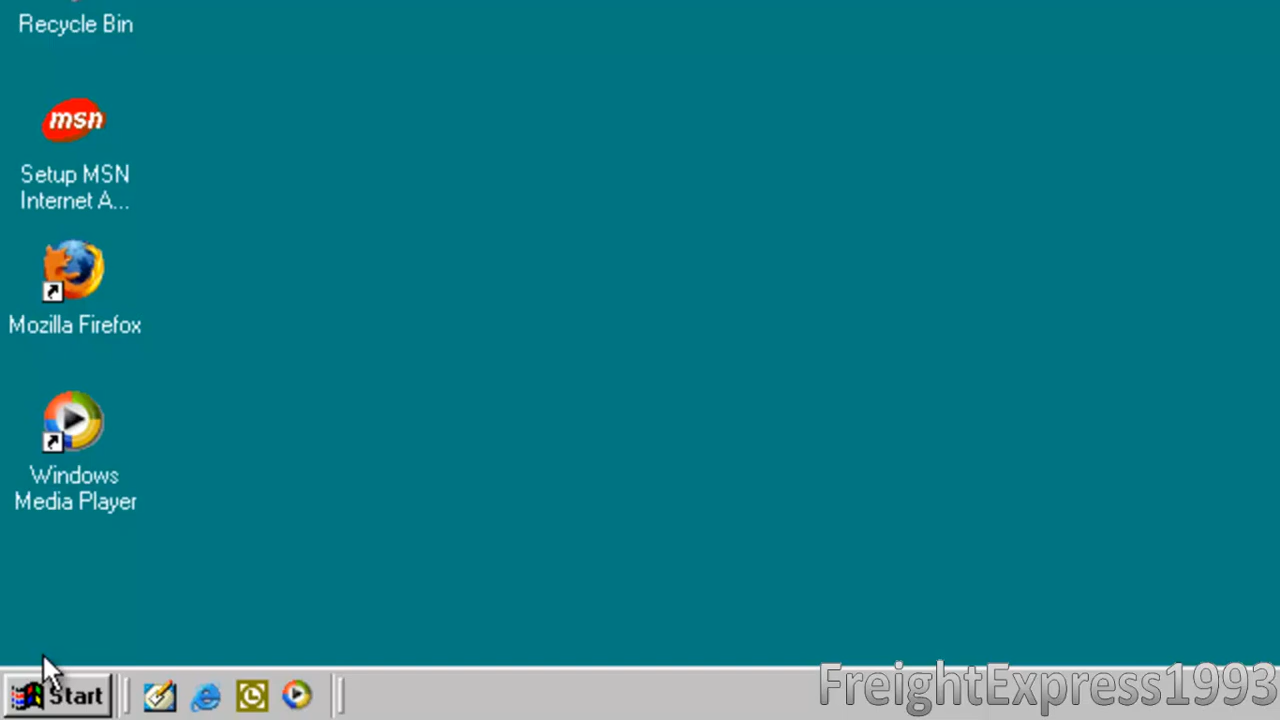 Recycle Bin
msn
Setup MSN
Internet A...
Mozilla Firefox
Windows
Media Player
Start
FreightExpress1993